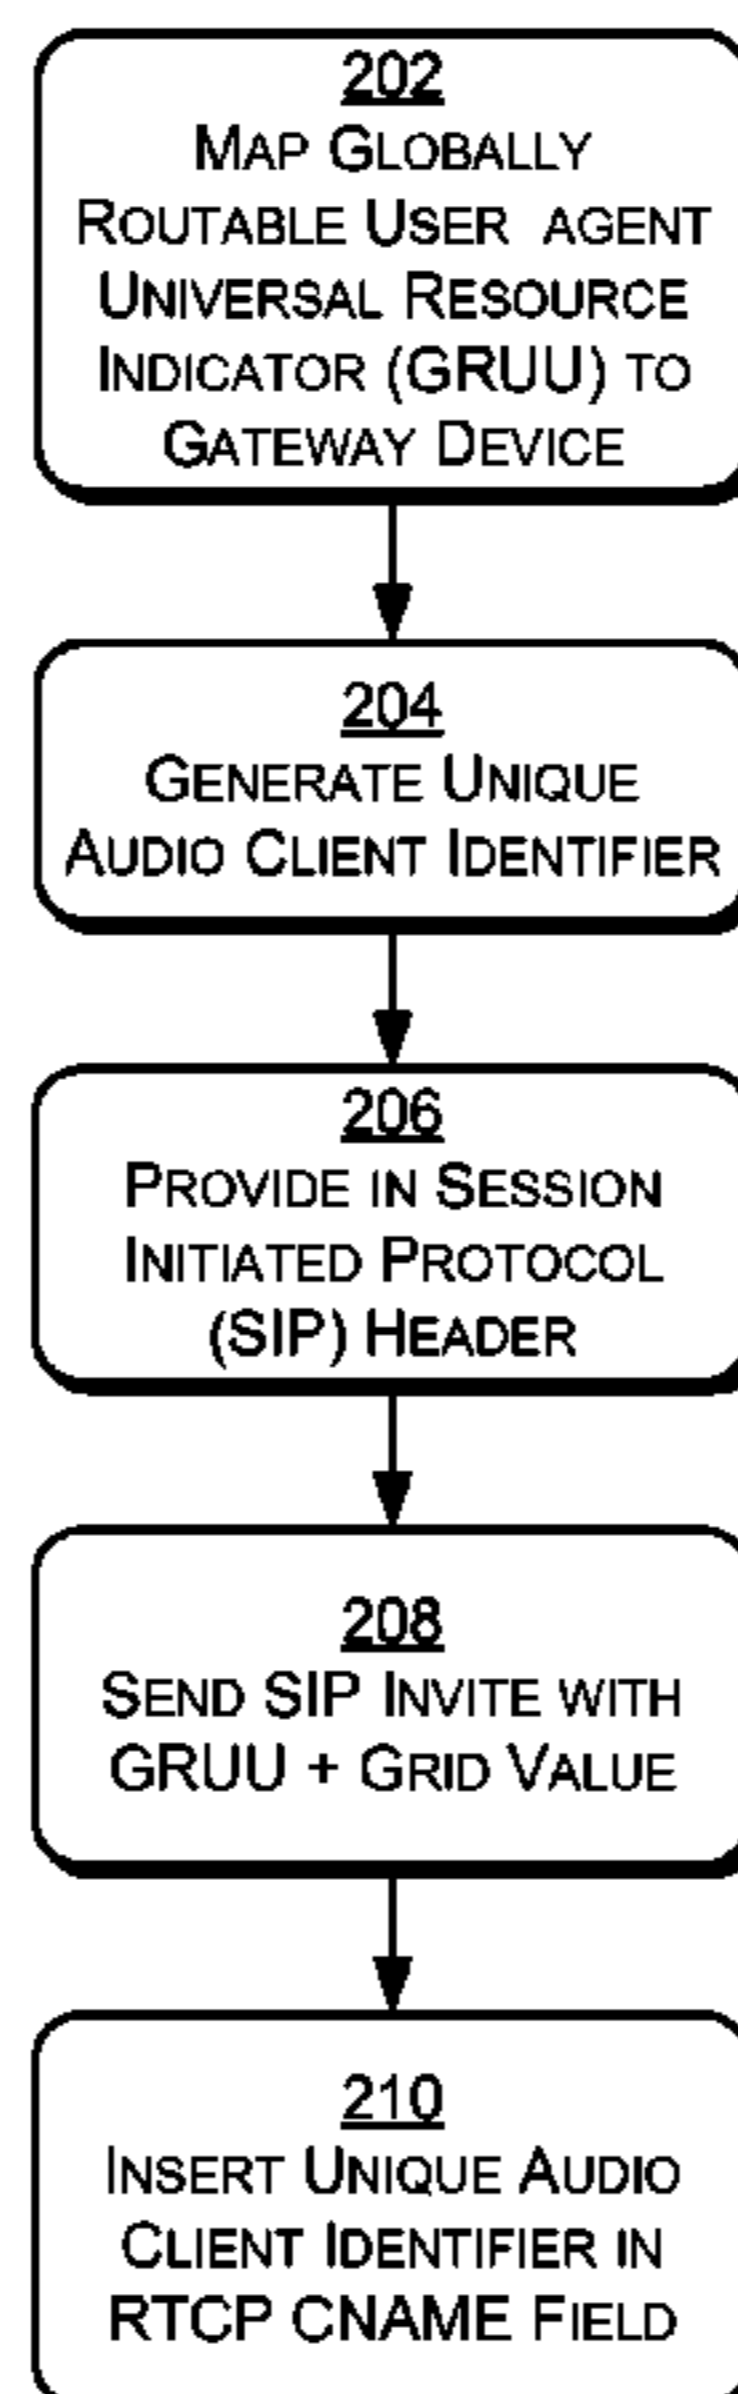 202
MAP GLOBALLY
ROUTABLE USER AGENT
UNIVERSAL RESOURCE
INDICATOR (GRUU) TO
GATEWAY DEVICE
204
GENERATE UNIQUE
AUDIO CLIENT IDENTIFIER
206
PROVIDE IN SESSION
INITIATED PROTOCOL
(SIP) HEADER
208
SEND SIP INVITE WITH
GRUU + GRID VALUE
210
INSERT UNIQUE AUDIO
CLIENT IDENTIFIER IN
RTCP CNAME FIELD